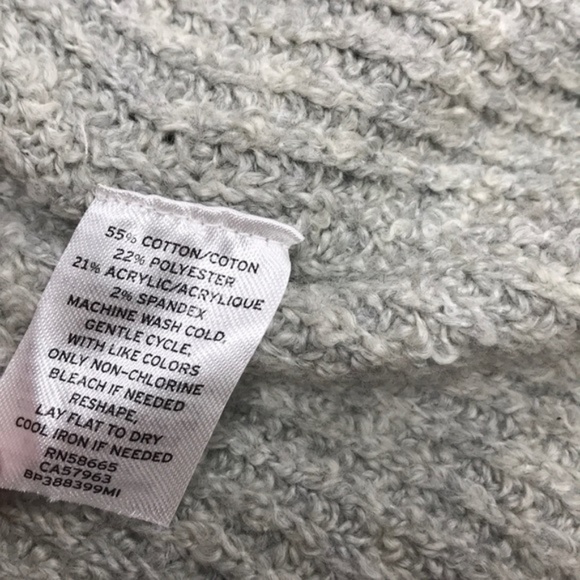 55% COTTON/COTON
22% POLYESTER
21% ACRYLIC/ACRYLIQUE
2% SPANDEX
MACHINE WASH COLD,
GENTLE CYCLE,
WITH LIKE COLORS
ONLY NON-CHLORINE
BLEACH IF NEEDED
RESHAPE,
LAY FLAT TO DRY
COOL IRON IF NEEDED
RN58665
CA57963
BP388399MI